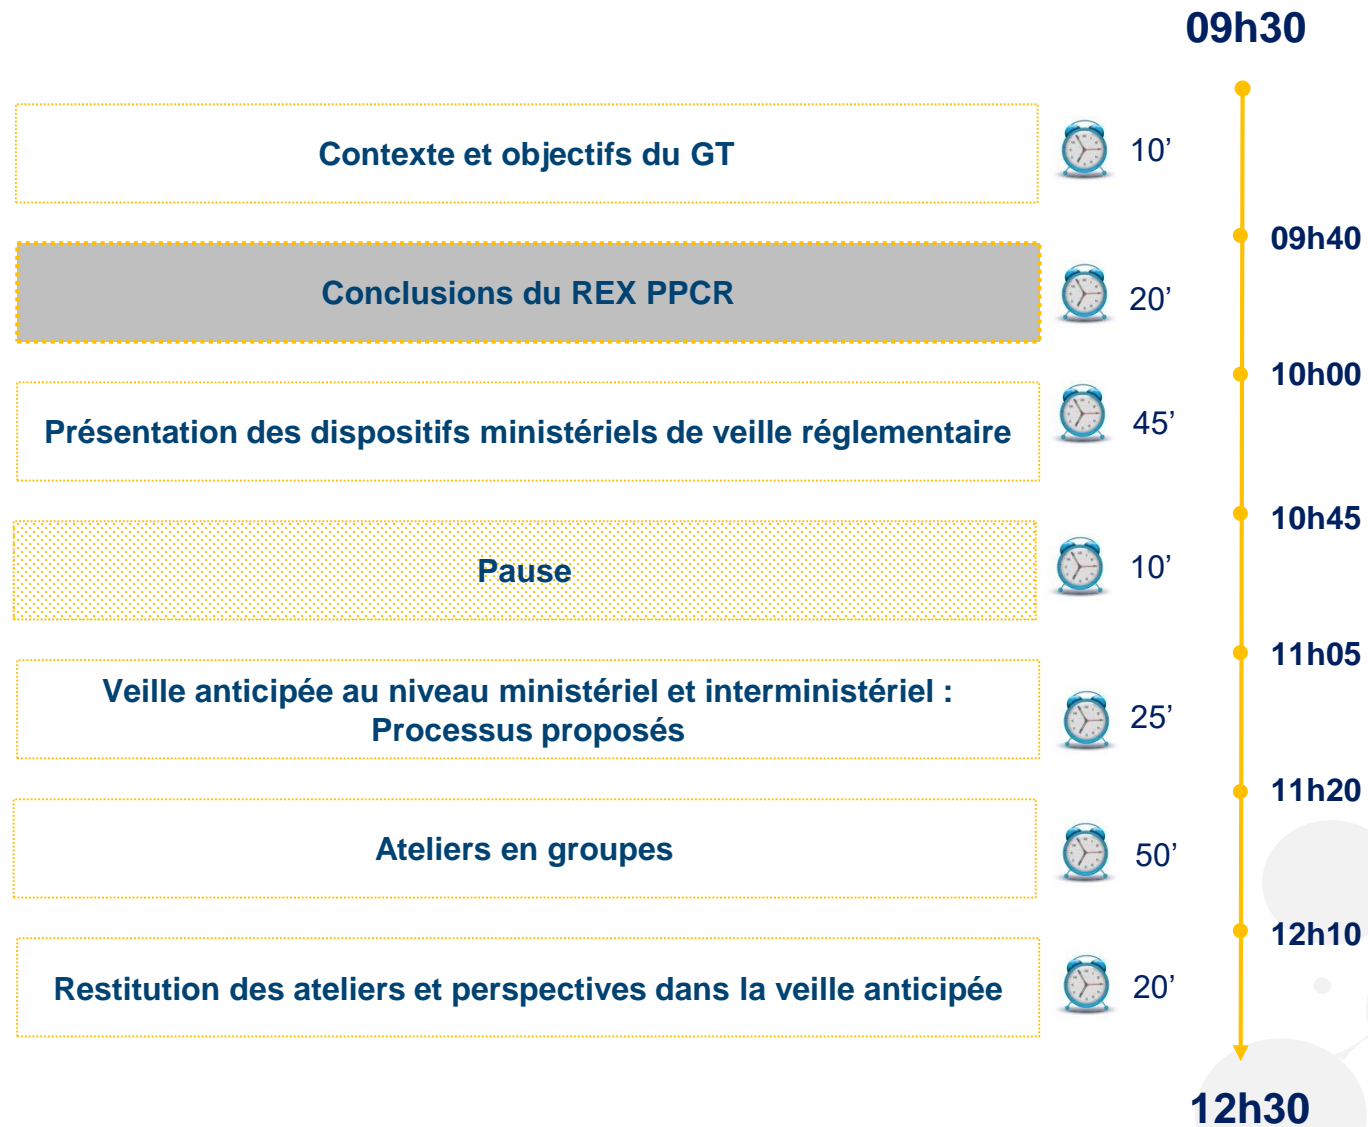 09h30
Contexte et objectifs du GT
10’
09h40
Conclusions du REX PPCR
20’
10h00
Présentation des dispositifs ministériels de veille réglementaire
45’
10h45
Pause
10’
11h05
Veille anticipée au niveau ministériel et interministériel :
Processus proposés
25’
11h20
Ateliers en groupes
50’
12h10
Restitution des ateliers et perspectives dans la veille anticipée
20’
12h30